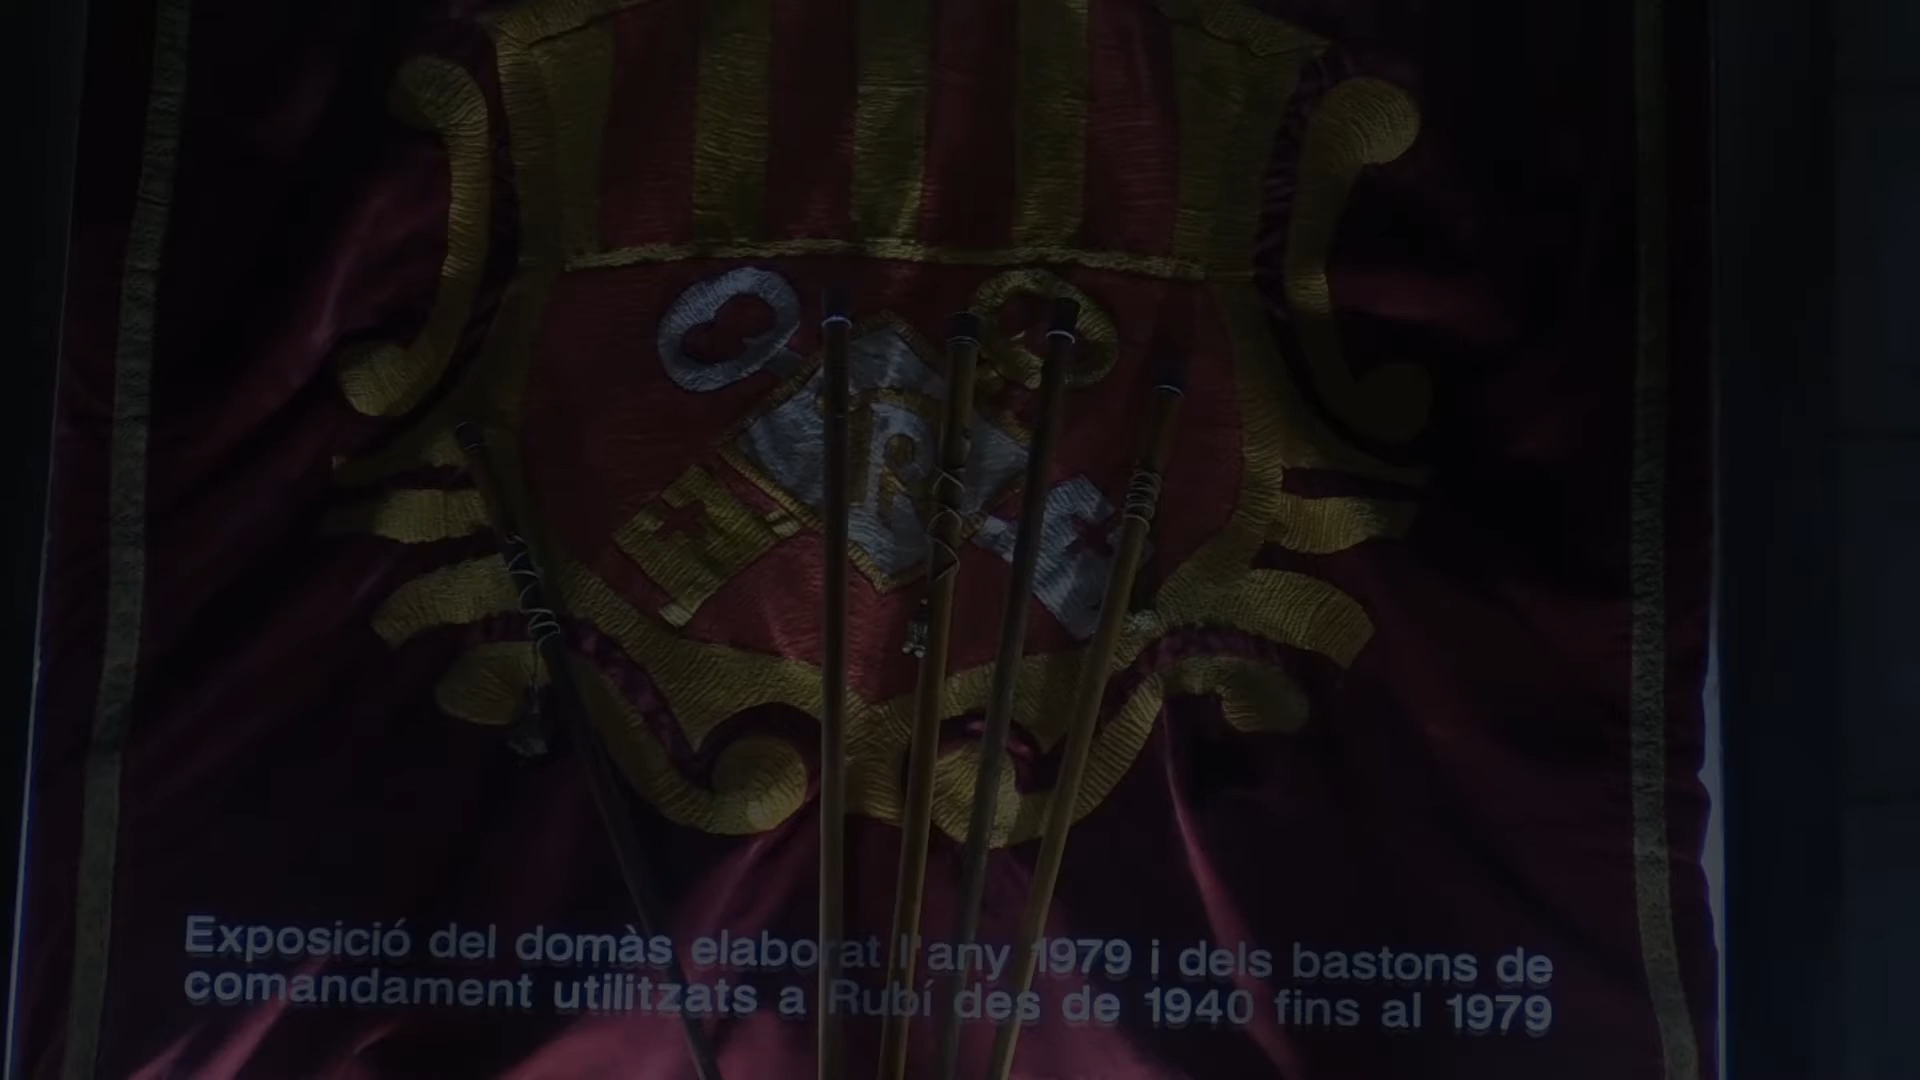 Exposició del domàs elaborat l'any 1979 i dels bastons de
comandament utilitzats a Rubí des de 1940 fins al 1979